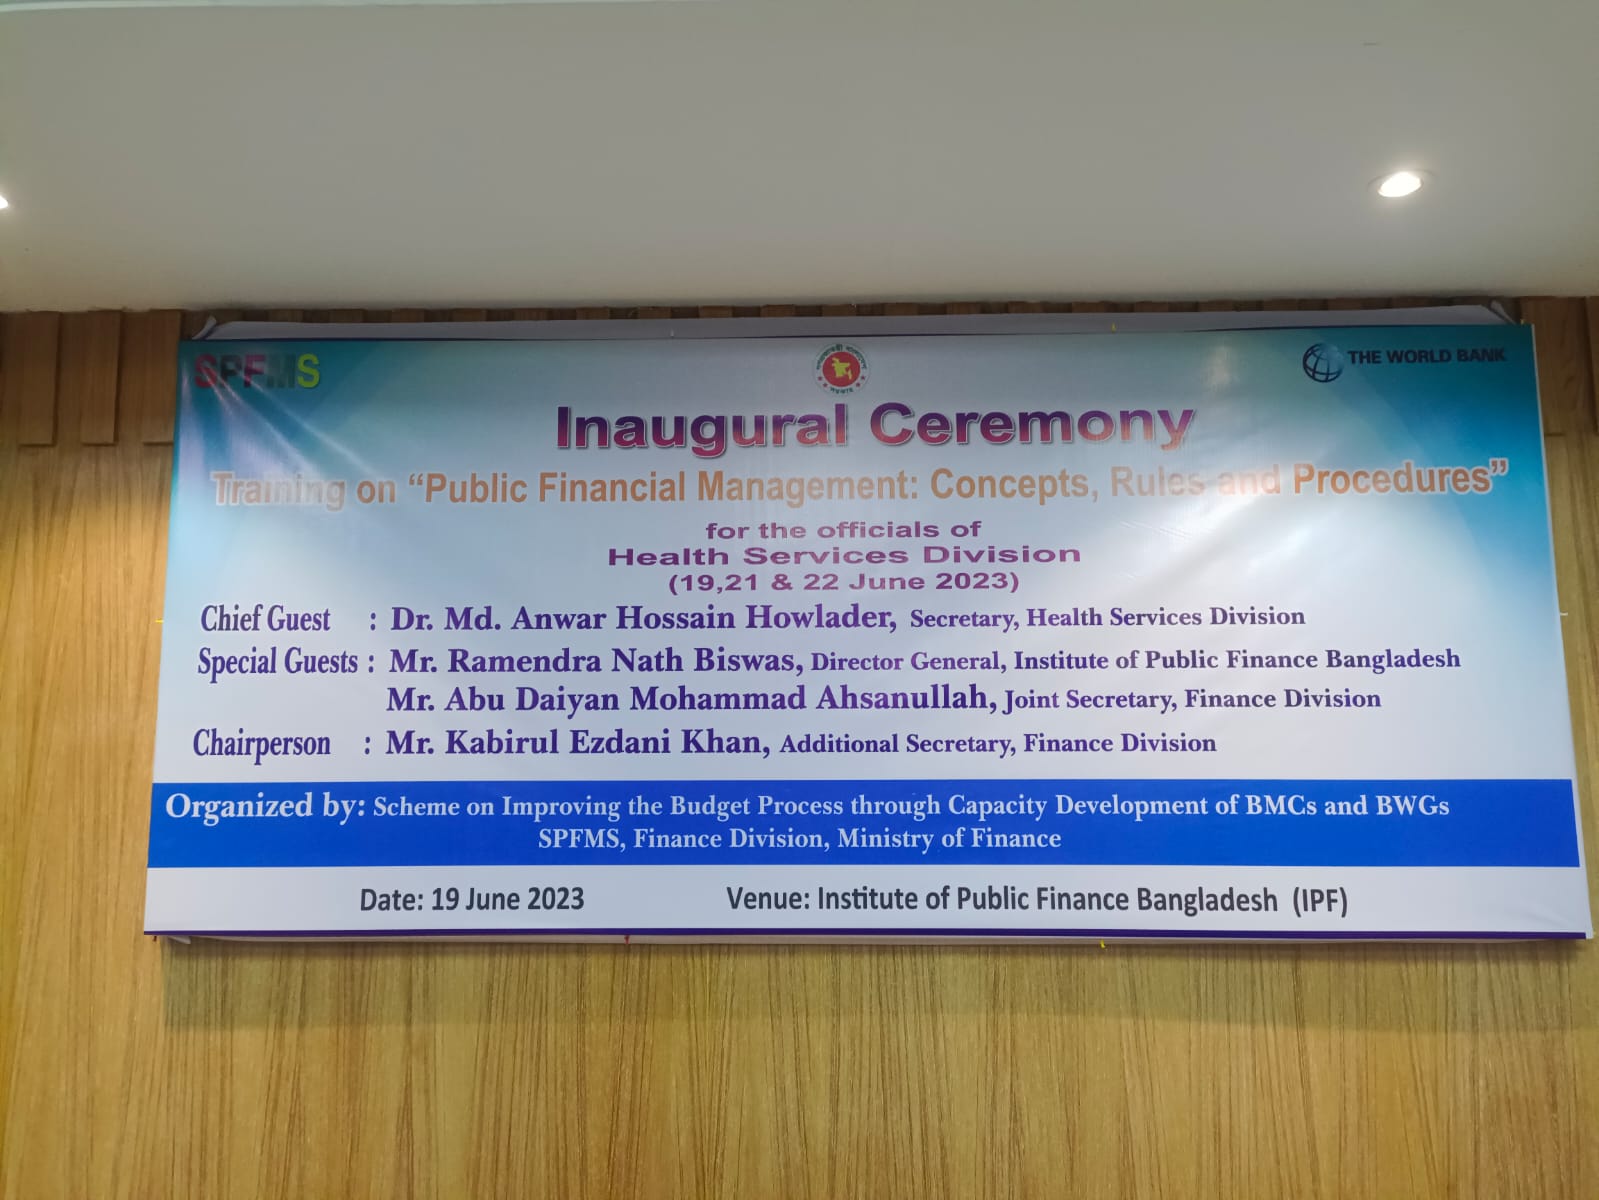 SPFMS
THE WORLD BANK
Inaugural Ceremony
Training on “Public Financial Management: Concepts, Rules and Procedures”
for the officials of
Health Services Division
(19,21 & 22 June 2023)
Chief Guest : Dr. Md. Anwar Hossain Howlader, Secretary, Health Services Division
Special Guests : Mr. Ramendra Nath Biswas, Director General, Institute of Public Finance Bangladesh
Mr. Abu Daiyan Mohammad Ahsanullah, Joint Secretary, Finance Division
Chairperson : Mr. Kabirul Ezdani Khan, Additional Secretary, Finance Division
Organized by: Scheme on Improving the Budget Process through Capacity Development of BMCs and BWGs
SPFMS, Finance Division, Ministry of Finance
Date: 19 June 2023 Venue: Institute of Public Finance Bangladesh (IPF)